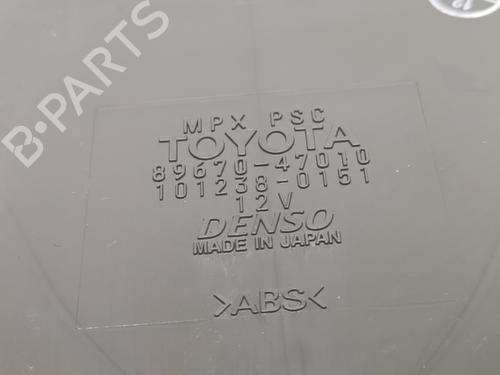 MPX PSC
TOYOTA
89670-47010
101238-0151
12V
DENSO
MADE IN JAPAN
>ABS<
B-PARTS